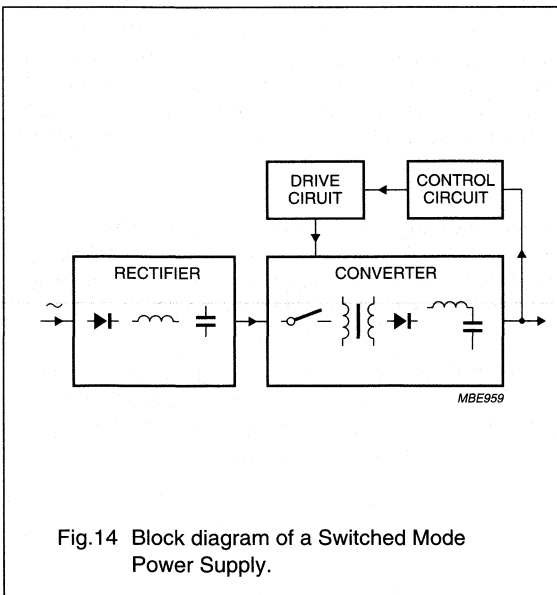 DRIVE
CIRUIT
CONTROL
CIRCUIT
RECTIFIER
CONVERTER
~
MBE959
Fig.14 Block diagram of a Switched Mode
Power Supply.